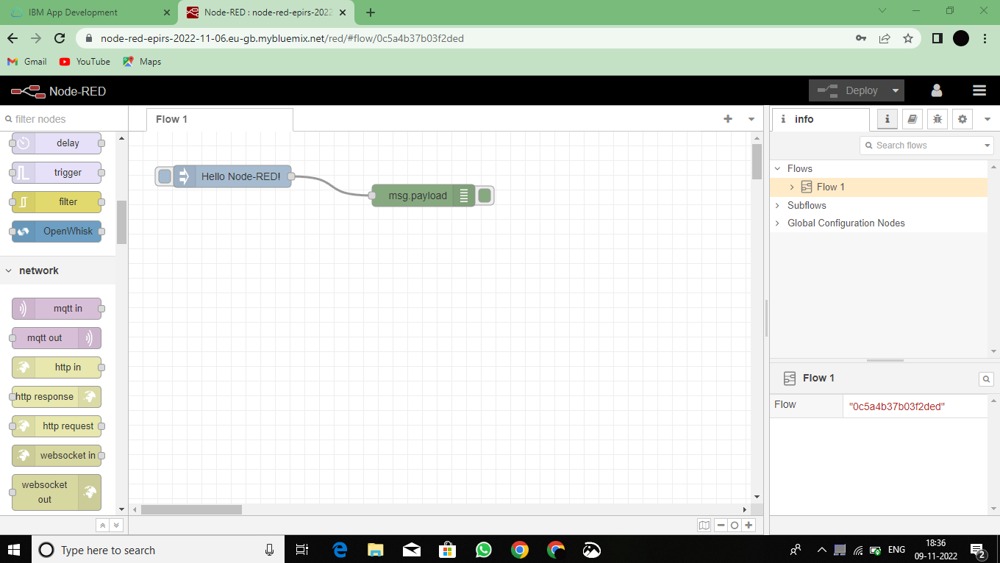 IBM App Development
Node-RED : node-red-epirs-2022
node-red-epirs-2022-11-06.eu-gb.mybluemix.net/red/#flow/0c5a4b37b03f2ded
Gmail
YouTube
Maps
Node-RED
Deploy
filter nodes
Flow 1
info
delay
trigger
filter
OpenWhisk
network
mqtt in
mqtt out
http in
http response
http request
websocket in
websocket
out
Hello Node-RED!
msg.payload
Search flows
Flows
Flow 1
Subflows
Global Configuration Nodes
Flow 1
Flow
"0c5a4b37b03f2ded"
Type here to search
ENG
18:36
09-11-2022
2